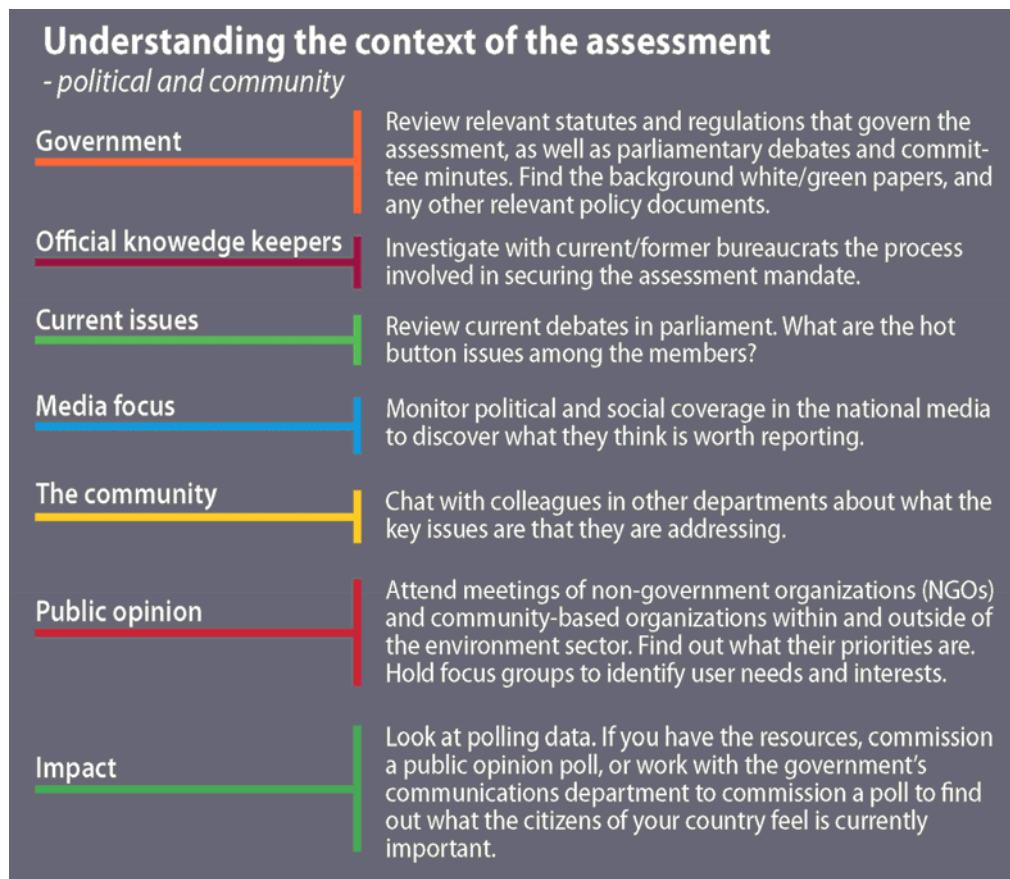 Understanding the context of the assessment
- political and community
Government
Review relevant statutes and regulations that govern the
assessment, as well as parliamentary debates and commit-
tee minutes. Find the background white/green papers, and
any other relevant policy documents.
Official knowedge keepers
Investigate with current/former bureaucrats the process
involved in securing the assessment mandate.
Current issues
Review current debates in parliament. What are the hot
button issues among the members?
Media focus
Monitor political and social coverage in the national media
to discover what they think is worth reporting.
The community
Chat with colleagues in other departments about what the
key issues are that they are addressing.
Public opinion
Attend meetings of non-government organizations (NGOs)
and community-based organizations within and outside of
the environment sector. Find out what their priorities are.
Hold focus groups to identify user needs and interests.
Impact
Look at polling data. If you have the resources, commission
a public opinion poll, or work with the government's
communications department to commission a poll to find
out what the citizens of your country feel is currently
important.